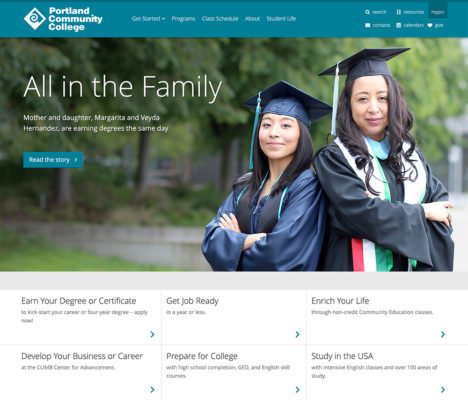 Portland
Community
College
Get Started
Programs
Class Schedule
About
Student Life
search
resources
mypcc
contacts
calendars
give
All in the Family
Mother and daughter, Margarita and Veyda
Hernandez, are earning degrees the same day
Read the story
Earn Your Degree or Certificate
to kick-start your career or four-year degree – apply
now!
Get Job Ready
in a year or less.
Enrich Your Life
through non-credit Community Education classes.
Develop Your Business or Career
at the CLIMB Center for Advancement.
Prepare for College
with high school completion, GED, and English skill
courses.
Study in the USA
with intensive English classes and over 100 areas of
study.